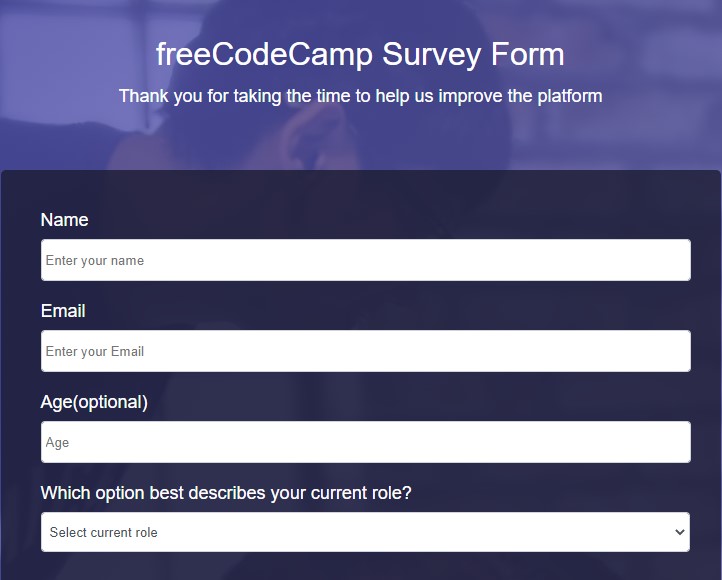 freeCodeCamp Survey Form
Thank you for taking the time to help us improve the platform
Name
Enter your name
Email
Enter your Email
Age(optional)
Age
Which option best describes your current role?
Select current role